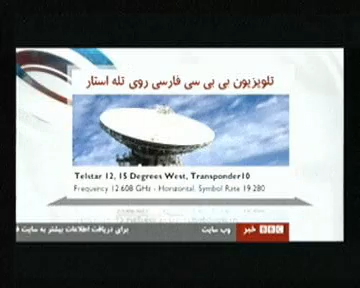 تلویزیون بی بی سی فارسی روی تله استار
Telstar 12, 15 Degrees West, Transponder10
Frequency 12.608 GHz - Horizontal, Symbol Rate 19.280
BBC خبر
وب سایت
برای دریافت اطلاعات بیشتر به سایت